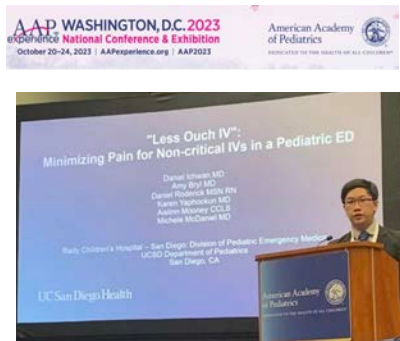 AAP WASHINGTON, D.C. 2023
experience National Conference & Exhibition
October 20–24, 2023 | AAPexperience.org | AAP2023
American Academy
of Pediatrics
DEDICATED TO THE HEALTH OF ALL CHILDREN®
"Less Ouch IV":
Minimizing Pain for Non-critical IVs in a Pediatric ED
Daniel Ichwan MD
Amy Bryl MD
Daniel Roderick MSN RN
Karen Yaphockun MD
Mooney CCLS
Michele McDaniel MD
Rady Children's Hospital – San Diego: Division of Pediatric Emergency Medicine
UCSD Department of Pediatrics
San Diego, CA
UC San Diego Health
American Academy
of Pediatrics